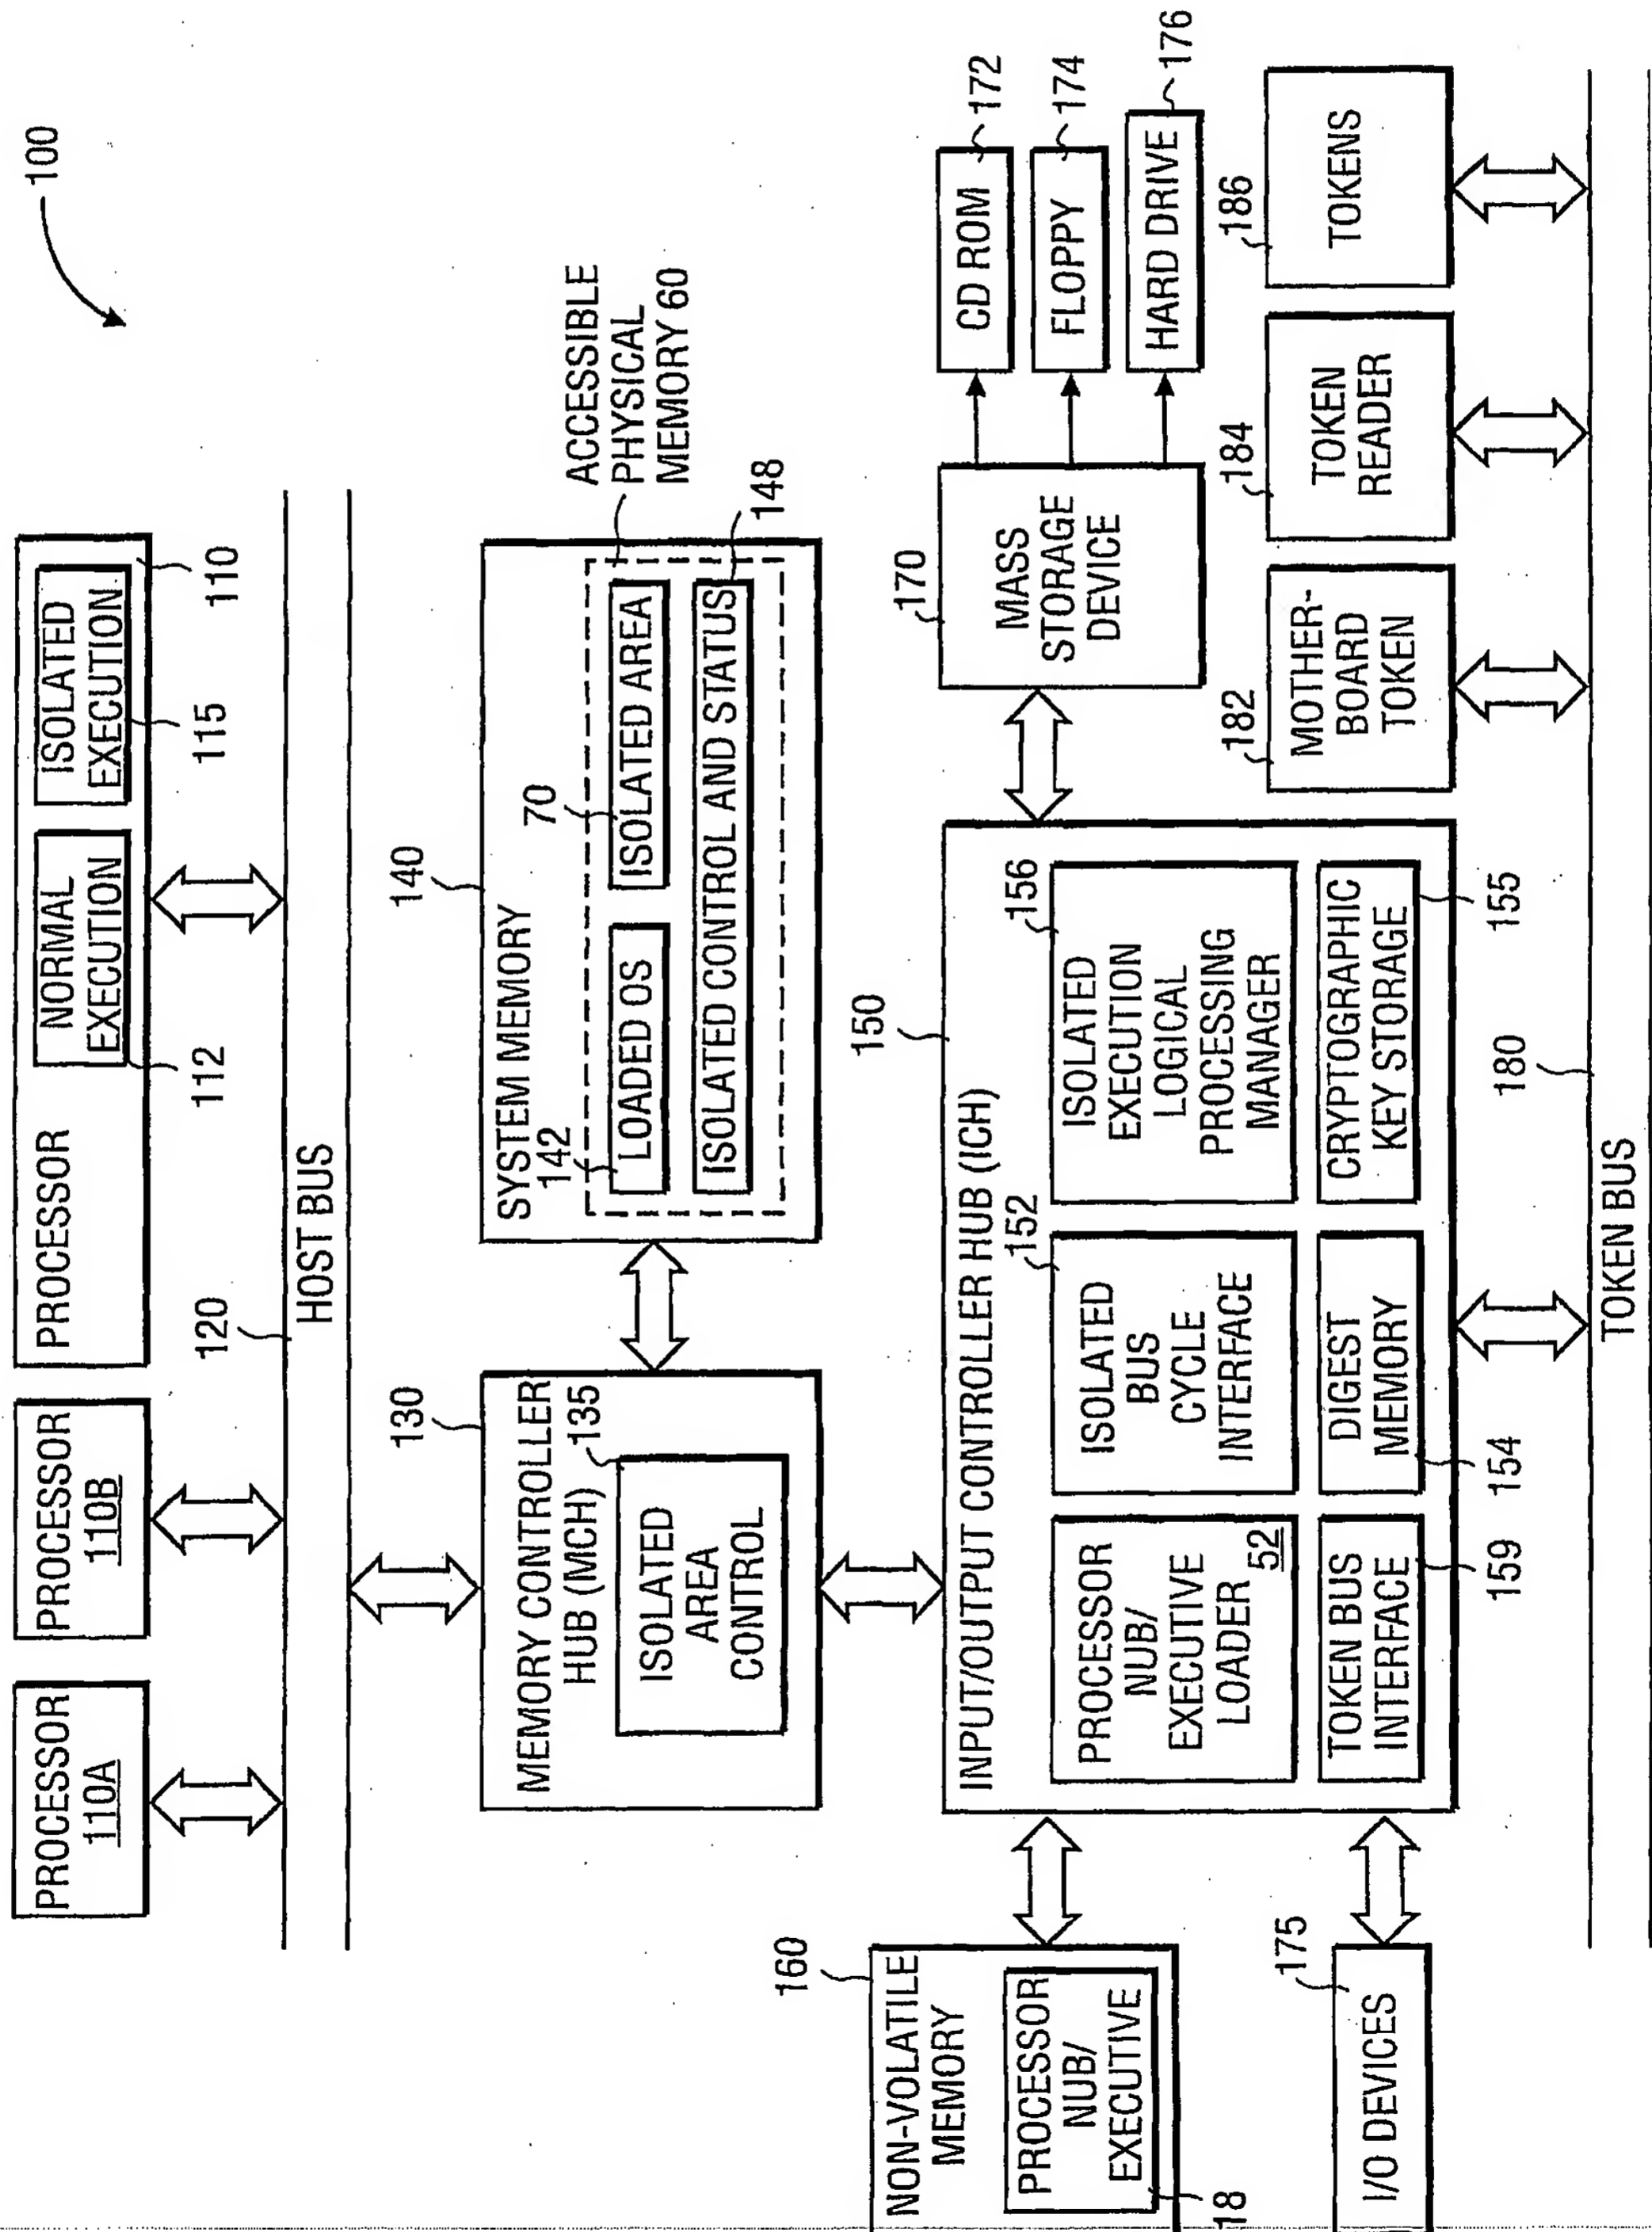 100
PROCESSOR
110A
PROCESSOR
110B
PROCESSOR
NORMAL
EXECUTION
ISOLATED
EXECUTION
112
115
110
120
HOST BUS
130
MEMORY CONTROLLER
HUB (MCH)
135
ISOLATED
AREA
CONTROL
140
SYSTEM MEMORY
142
LOADED OS
70
ISOLATED AREA
ISOLATED CONTROL AND STATUS
ACCESSIBLE
PHYSICAL
MEMORY 60
148
150
INPUT/OUTPUT CONTROLLER HUB (ICH)
PROCESSOR
NUB/
EXECUTIVE
LOADER
52
152
ISOLATED
BUS
CYCLE
INTERFACE
156
ISOLATED
EXECUTION
LOGICAL
PROCESSING
MANAGER
TOKEN BUS
INTERFACE
159
DIGEST
MEMORY
154
CRYPTOGRAPHIC
KEY STORAGE
155
160
NON-VOLATILE
MEMORY
PROCESSOR
NUB/
EXECUTIVE
18
175
I/O DEVICES
170
MASS
STORAGE
DEVICE
CD ROM
172
FLOPPY
174
HARD DRIVE
176
182
MOTHER-
BOARD
TOKEN
184
TOKEN
READER
186
TOKENS
180
TOKEN BUS